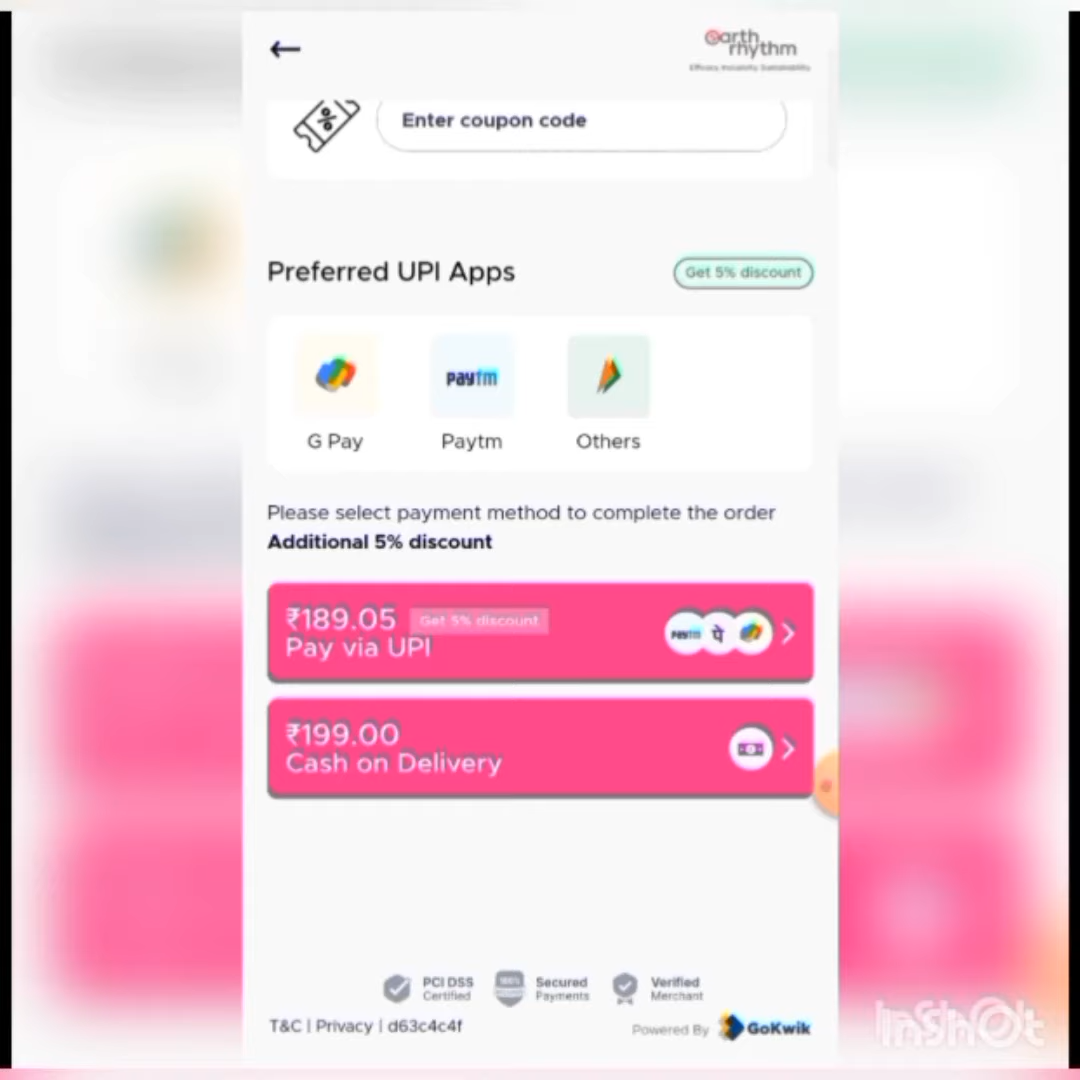 earth
rhythm
Enter coupon code
Preferred UPI Apps
Get 5% discount
paytm
G Pay
Paytm
Others
Please select payment method to complete the order
Additional 5% discount
₹189.05
Get 5% discount
Pay via UPI
paytm
पे
₹199.00
Cash on Delivery
PCI DSS
Certified
Secured
Payments
Verified
Merchant
T&C | Privacy | d63c4c4f
Powered By
GoKwik
InShOt